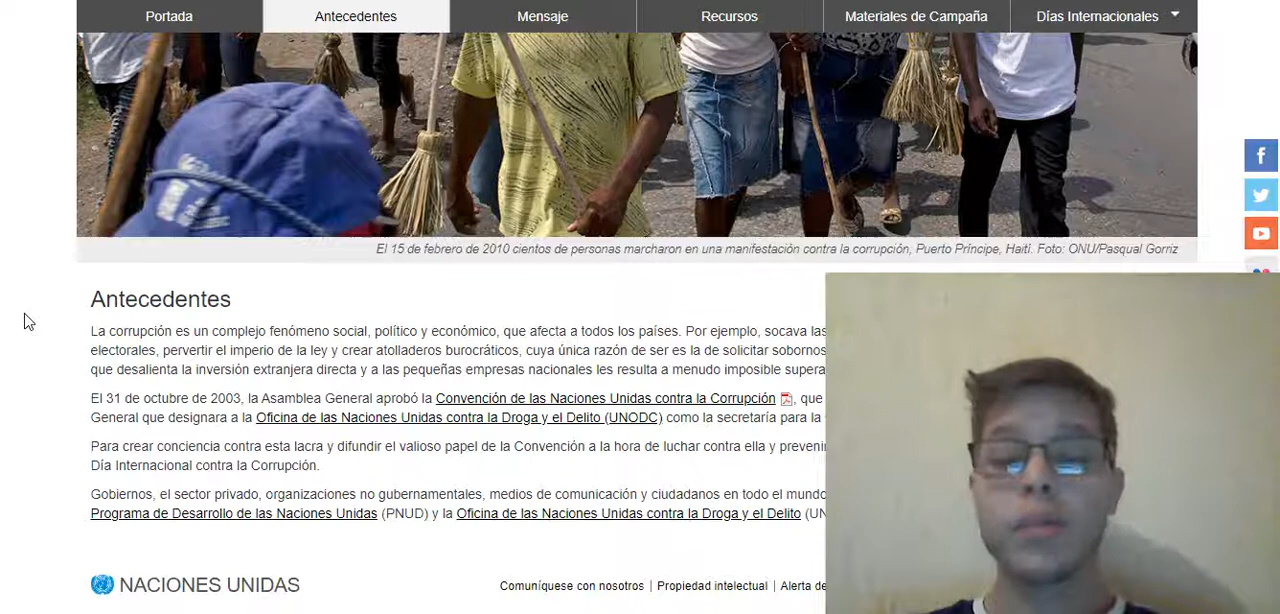 Portada Antecedentes Mensaje Recursos Materiales de Campaña Días Internacionales
El 15 de febrero de 2010 cientos de personas marcharon en una manifestación contra la corrupción, Puerto Príncipe, Haití. Foto: ONU/Pasqual Gorriz
Antecedentes
La corrupción es un complejo fenómeno social, político y económico, que afecta a todos los países. Por ejemplo, socava las
electorales, pervertir el imperio de la ley y crear atolladeros burocráticos, cuya única razón de ser es la de solicitar sobornos
que desalienta la inversión extranjera directa y a las pequeñas empresas nacionales les resulta a menudo imposible supera
El 31 de octubre de 2003, la Asamblea General aprobó la Convención de las Naciones Unidas contra la Corrupción , que
General que designara a la Oficina de las Naciones Unidas contra la Droga y el Delito (UNODC) como la secretaría para la
Para crear conciencia contra esta lacra y difundir el valioso papel de la Convención a la hora de luchar contra ella y preveni
Día Internacional contra la Corrupción.
Gobiernos, el sector privado, organizaciones no gubernamentales, medios de comunicación y ciudadanos en todo el mundo
Programa de Desarrollo de las Naciones Unidas (PNUD) y la Oficina de las Naciones Unidas contra la Droga y el Delito (UN
NACIONES UNIDAS
Comuníquese con nosotros | Propiedad intelectual | Alerta de